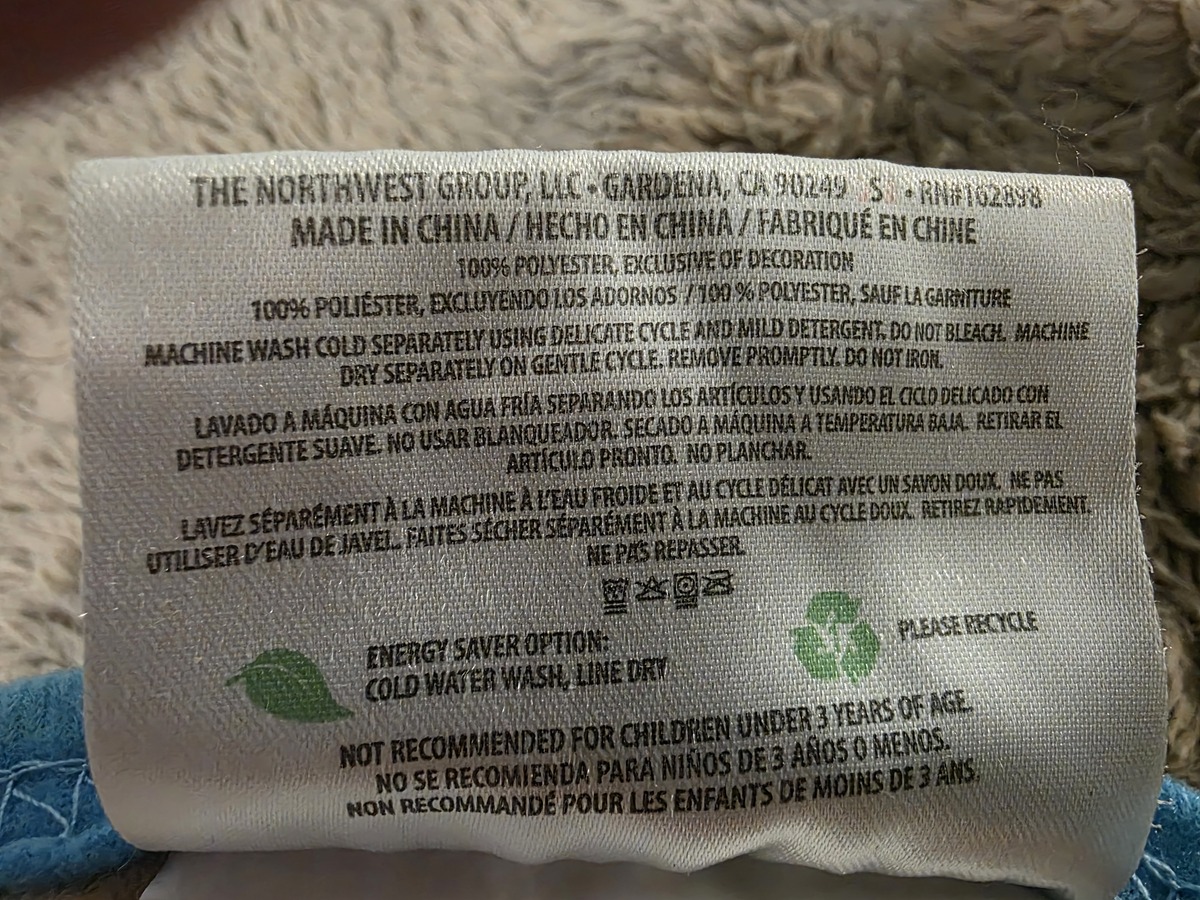 THE NORTHWEST GROUP, LLC • GARDENA, CA 90249 S • RN#102898
MADE IN CHINA / HECHO EN CHINA / FABRIQUÉ EN CHINE
100% POLYESTER, EXCLUSIVE OF DECORATION
100% POLIÉSTER, EXCLUYENDO LOS ADORNOS / 100 % POLYESTER, SAUF LA GARNITURE
MACHINE WASH COLD SEPARATELY USING DELICATE CYCLE AND MILD DETERGENT. DO NOT BLEACH. MACHINE
DRY SEPARATELY ON GENTLE CYCLE. REMOVE PROMPTLY. DO NOT IRON.
LAVADO A MÁQUINA CON AGUA FRÍA SEPARANDO LOS ARTÍCULOS Y USANDO EL CICLO DELICADO CON
DETERGENTE SUAVE. NO USAR BLANQUEADOR. SECADO A MÁQUINA A TEMPERATURA BAJA. RETIRAR EL
ARTÍCULO PRONTO. NO PLANCHAR.
LAVEZ SÉPARÉMENT À LA MACHINE À L'EAU FROIDE ET AU CYCLE DÉLICAT AVEC UN SAVON DOUX. NE PAS
UTILISER D'EAU DE JAVEL. FAITES SÉCHER SÉPARÉMENT À LA MACHINE AU CYCLE DOUX. RETIREZ RAPIDEMENT.
NE PAS REPASSER.
ENERGY SAVER OPTION:
COLD WATER WASH, LINE DRY
PLEASE RECYCLE
NOT RECOMMENDED FOR CHILDREN UNDER 3 YEARS OF AGE.
NO SE RECOMIENDA PARA NIÑOS DE 3 AÑOS O MENOS.
NON RECOMMANDÉ POUR LES ENFANTS DE MOINS DE 3 ANS.